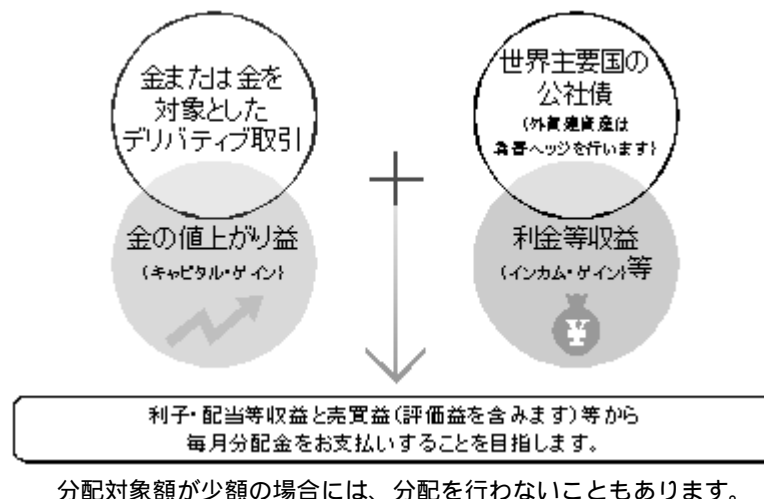 金または金を
対象とした
デリバティブ取引
金の値上がり益
(キャピタル・ゲイン)
+
世界主要国の
公社債
(外貨建資産は
為替ヘッジを行います)
利金等収益
(インカム・ゲイン)等
¥
利子・配当等収益と売買益(評価益を含みます)等から
毎月分配金をお支払いすることを目指します。
分配対象額が少額の場合には、分配を行わないこともあります。